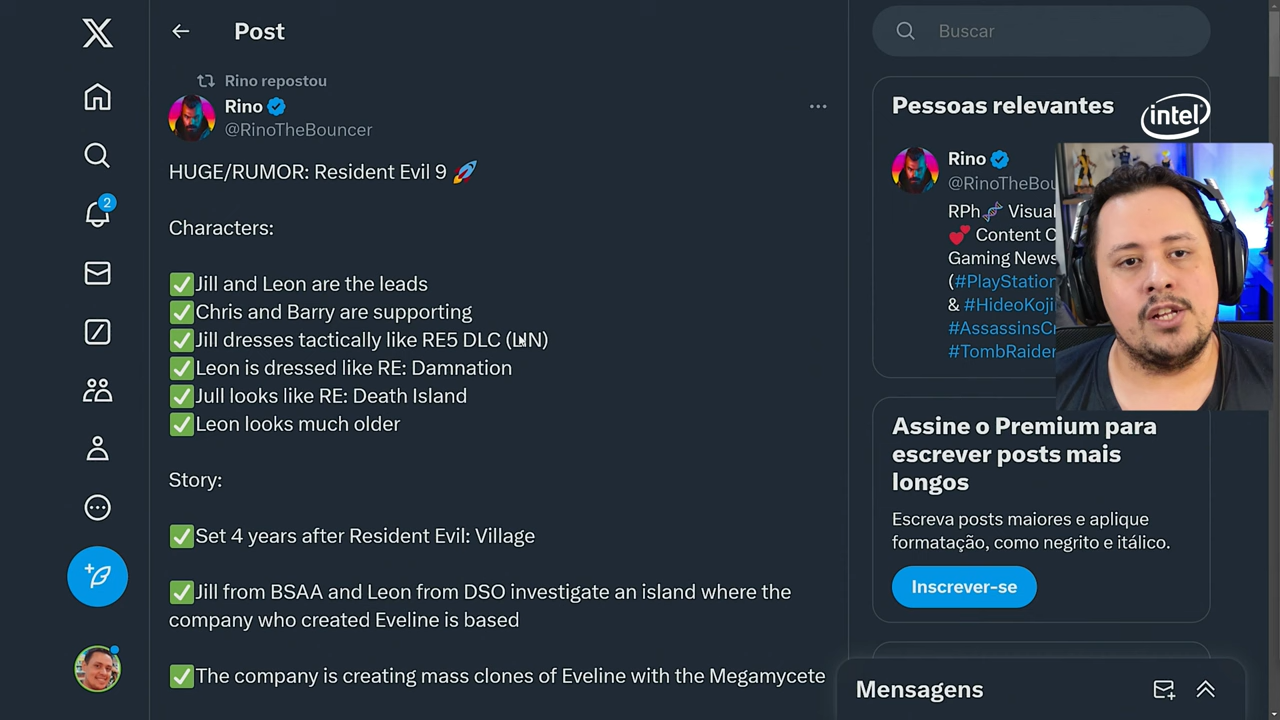 Post
Buscar
Rino repostou
Rino
@RinoTheBouncer
HUGE/RUMOR: Resident Evil 9
Characters:
Jill and Leon are the leads
Chris and Barry are supporting
Jill dresses tactically like RE5 DLC (LIN)
Leon is dressed like RE: Damnation
Jull looks like RE: Death Island
Leon looks much older
Story:
Set 4 years after Resident Evil: Village
Jill from BSAA and Leon from DSO investigate an island where the
company who created Eveline is based
The company is creating mass clones of Eveline with the Megamycete
2
Pessoas relevantes
intel
Rino
@RinoTheBou
RPh Visual
Content C
Gaming News
(#PlayStation
& #HideoKoji
#AssassinsCr
#TombRaider
Assine o Premium para
escrever posts mais
longos
Escreva posts maiores e aplique
formatação, como negrito e itálico.
Inscrever-se
Mensagens